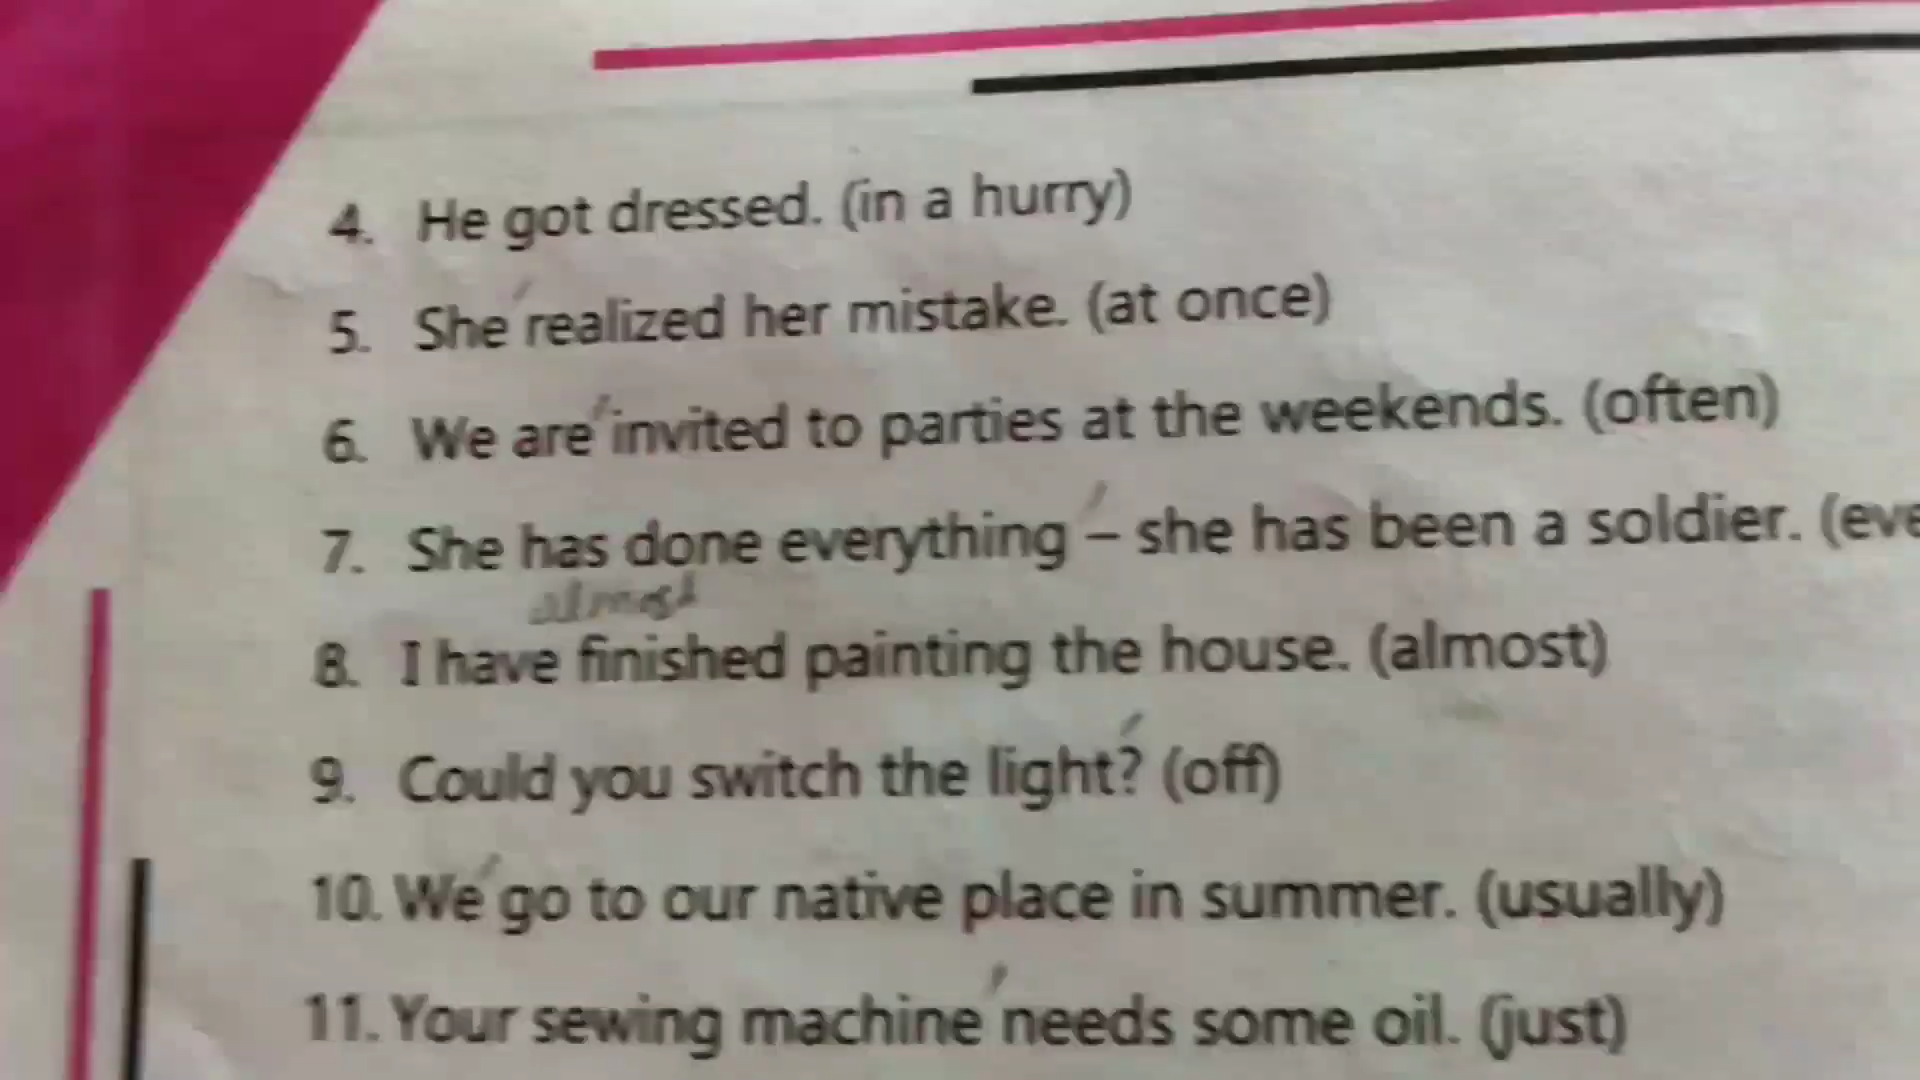 4. He got dressed. (in a hurry)
5. She realized her mistake. (at once)
6. We are invited to parties at the weekends. (often)
7. She has done everything – she has been a soldier. (eve
almost
8. I have finished painting the house. (almost)
9. Could you switch the light? (off)
10. We go to our native place in summer. (usually)
11. Your sewing machine needs some oil. (just)